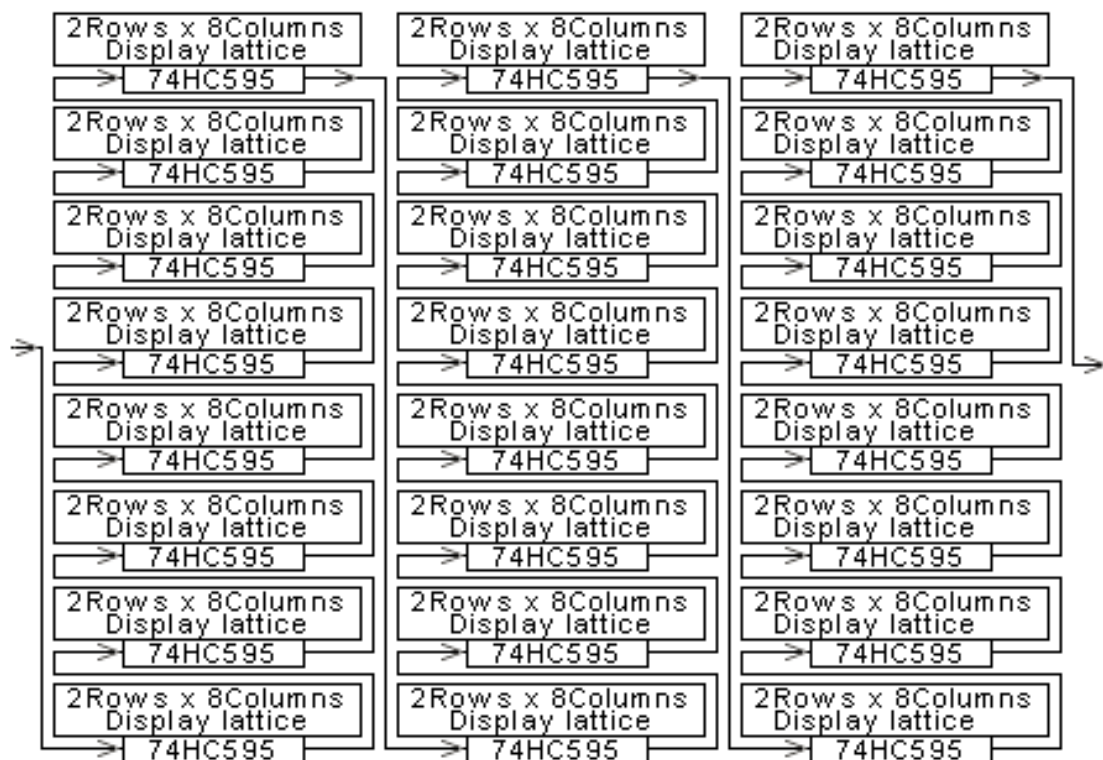 2Rows x 8Columns
Display lattice
74HC595
2Rows x 8Columns
Display lattice
74HC595
2Rows x 8Columns
Display lattice
74HC595
2Rows x 8Columns
Display lattice
74HC595
2Rows x 8Columns
Display lattice
74HC595
2Rows x 8Columns
Display lattice
74HC595
2Rows x 8Columns
Display lattice
74HC595
2Rows x 8Columns
Display lattice
74HC595
2Rows x 8Columns
Display lattice
74HC595
2Rows x 8Columns
Display lattice
74HC595
2Rows x 8Columns
Display lattice
74HC595
2Rows x 8Columns
Display lattice
74HC595
2Rows x 8Columns
Display lattice
74HC595
2Rows x 8Columns
Display lattice
74HC595
2Rows x 8Columns
Display lattice
74HC595
2Rows x 8Columns
Display lattice
74HC595
2Rows x 8Columns
Display lattice
74HC595
2Rows x 8Columns
Display lattice
74HC595
2Rows x 8Columns
Display lattice
74HC595
2Rows x 8Columns
Display lattice
74HC595
2Rows x 8Columns
Display lattice
74HC595
2Rows x 8Columns
Display lattice
74HC595
2Rows x 8Columns
Display lattice
74HC595
2Rows x 8Columns
Display lattice
74HC595